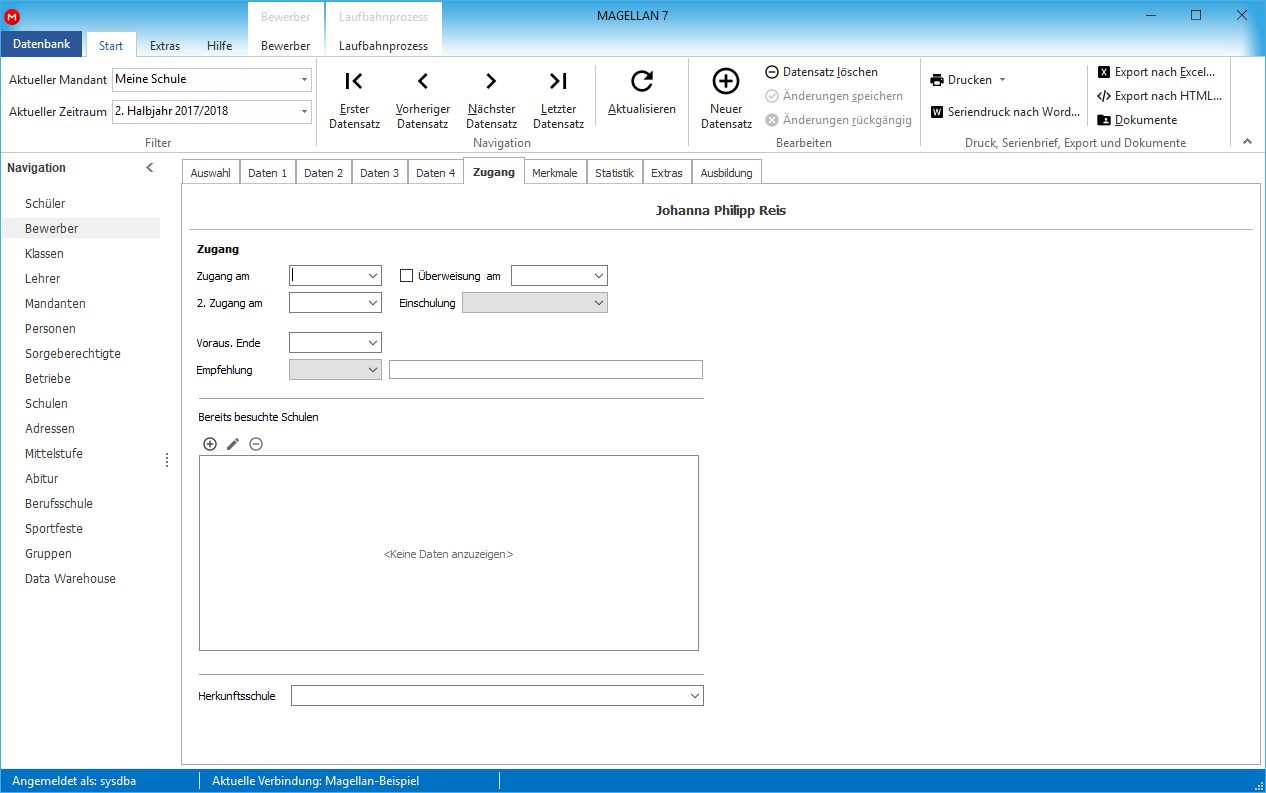 MAGELLAN 7
Bewerber
Laufbahnprozess
Datenbank
Start
Extras
Hilfe
Bewerber
Laufbahnprozess
Aktueller Mandant
Meine Schule
Aktueller Zeitraum
2. Halbjahr 2017/2018
Filter
Erster
Datensatz
Vorheriger
Datensatz
Nächster
Datensatz
Letzter
Datensatz
Aktualisieren
Navigation
Neuer
Datensatz
Datensatz löschen
Änderungen speichern
Änderungen rückgängig
Bearbeiten
Drucken
Seriendruck nach Word...
Export nach Excel...
Export nach HTML...
Dokumente
Druck, Serienbrief, Export und Dokumente
Navigation
Schüler
Bewerber
Klassen
Lehrer
Mandanten
Personen
Sorgeberechtigte
Betriebe
Schulen
Adressen
Mittelstufe
Abitur
Berufsschule
Sportfeste
Gruppen
Data Warehouse
Auswahl
Daten 1
Daten 2
Daten 3
Daten 4
Zugang
Merkmale
Statistik
Extras
Ausbildung
Johanna Philipp Reis
Zugang
Zugang am
Überweisung am
2. Zugang am
Einschulung
Voraus. Ende
Empfehlung
Bereits besuchte Schulen
<Keine Daten anzuzeigen>
Herkunftsschule
Angemeldet als: sysdba
Aktuelle Verbindung: Magellan-Beispiel